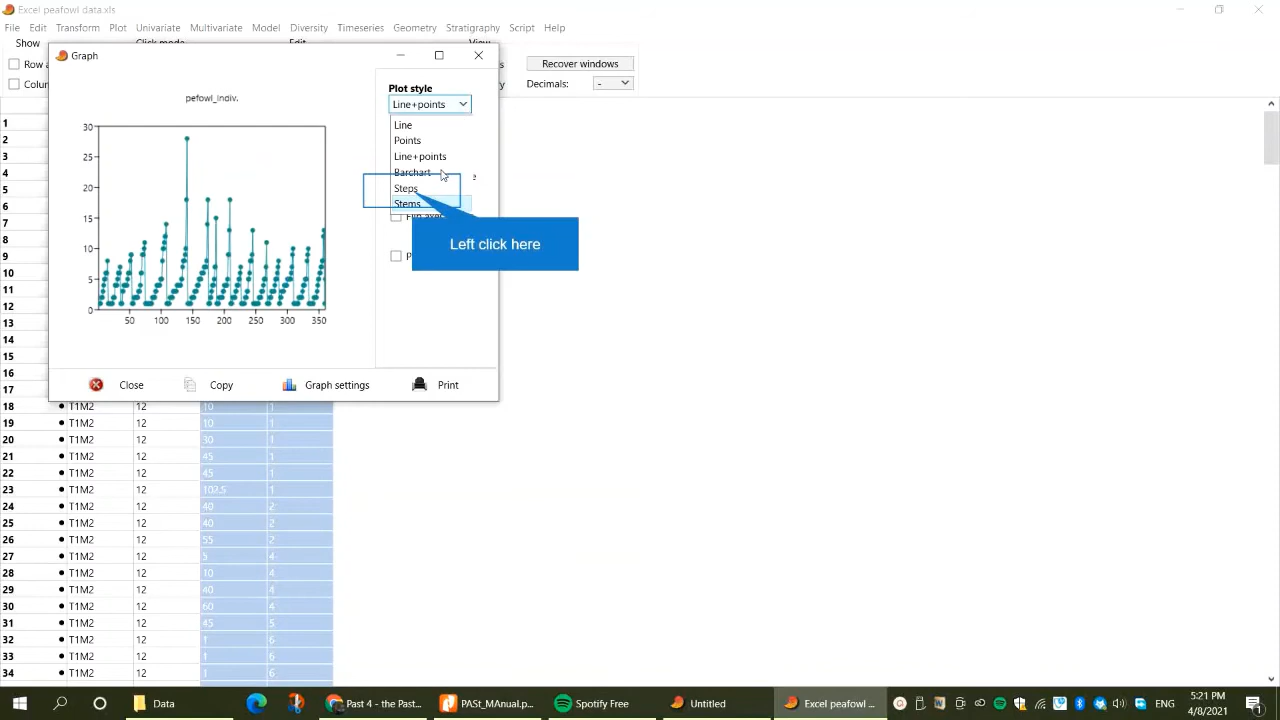 Excel peafowl data.xls
File Edit Transform Plot Univariate Multivariate Model Diversity Timeseries Geometry Stratigraphy Script Help
Show Click mode Edit View
Row a
Recover windows
Colur
Decimals: -
Graph
Plot style
Line+points
Line
Points
Line+points
Barchart
Steps
Stems
Left click here
pefowl_Indiv.
30
25
20
15
10
5
0
50 100 150 200 250 300 350
Close Copy Graph settings Print
1
2
3
4
5
6
7
8
9
10
11
12
13
14
15
16
17
18 T1M2 12 10 1
19 T1M2 12 10 1
20 T1M2 12 30 1
21 T1M2 12 45 1
22 T1M2 12 45 1
23 T1M2 12 102.5 1
24 T1M2 12 40 2
25 T1M2 12 40 2
26 T1M2 12 55 2
27 T1M2 12 5 4
28 T1M2 12 10 4
29 T1M2 12 40 4
30 T1M2 12 60 4
31 T1M2 12 45 5
32 T1M2 12 1 6
33 T1M2 12 1 6
34 T1M2 12 1 6
Data
Past 4 - the Past...
PASt_MAnual.p...
Spotify Free
Untitled
Excel peafowl ...
ENG
5:21 PM
4/8/2021